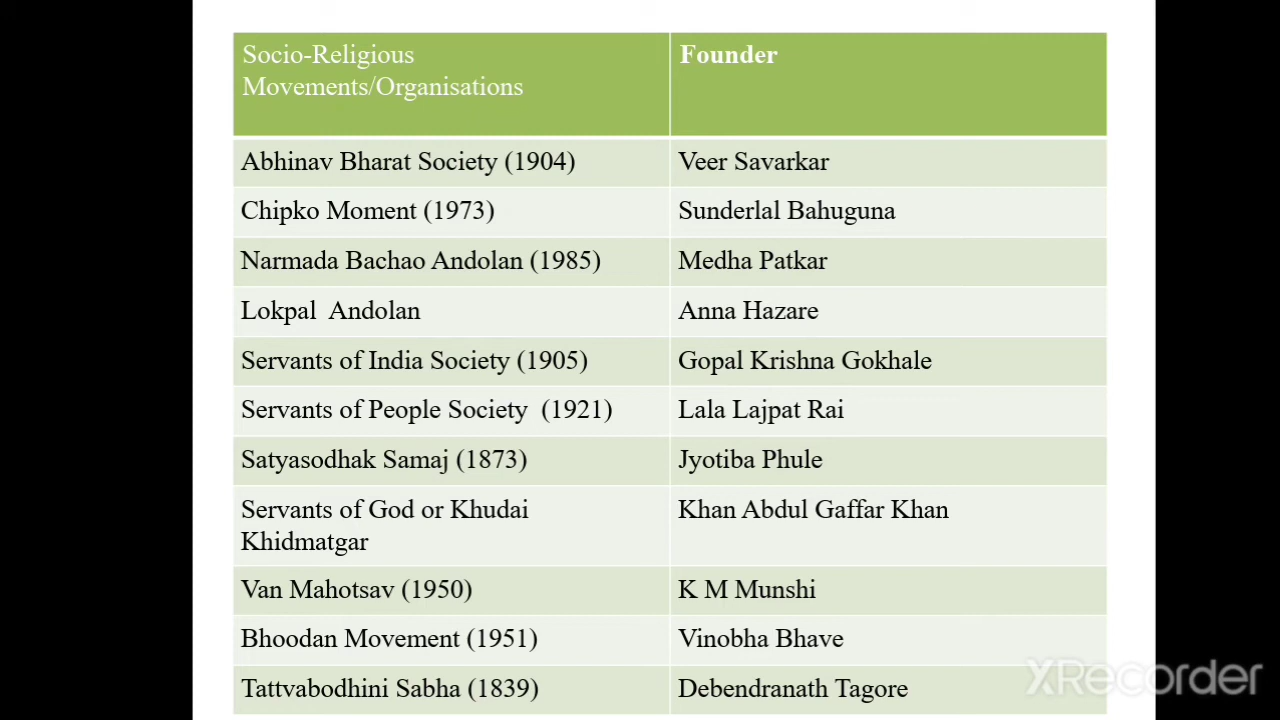 Socio-Religious
Movements/Organisations
Founder
Abhinav Bharat Society (1904)
Veer Savarkar
Chipko Moment (1973)
Sunderlal Bahuguna
Narmada Bachao Andolan (1985)
Medha Patkar
Lokpal Andolan
Anna Hazare
Servants of India Society (1905)
Gopal Krishna Gokhale
Servants of People Society (1921)
Lala Lajpat Rai
Satyasodhak Samaj (1873)
Jyotiba Phule
Servants of God or Khudai
Khidmatgar
Khan Abdul Gaffar Khan
Van Mahotsav (1950)
K M Munshi
Bhoodan Movement (1951)
Vinobha Bhave
Tattvabodhini Sabha (1839)
Debendranath Tagore
XRecorder